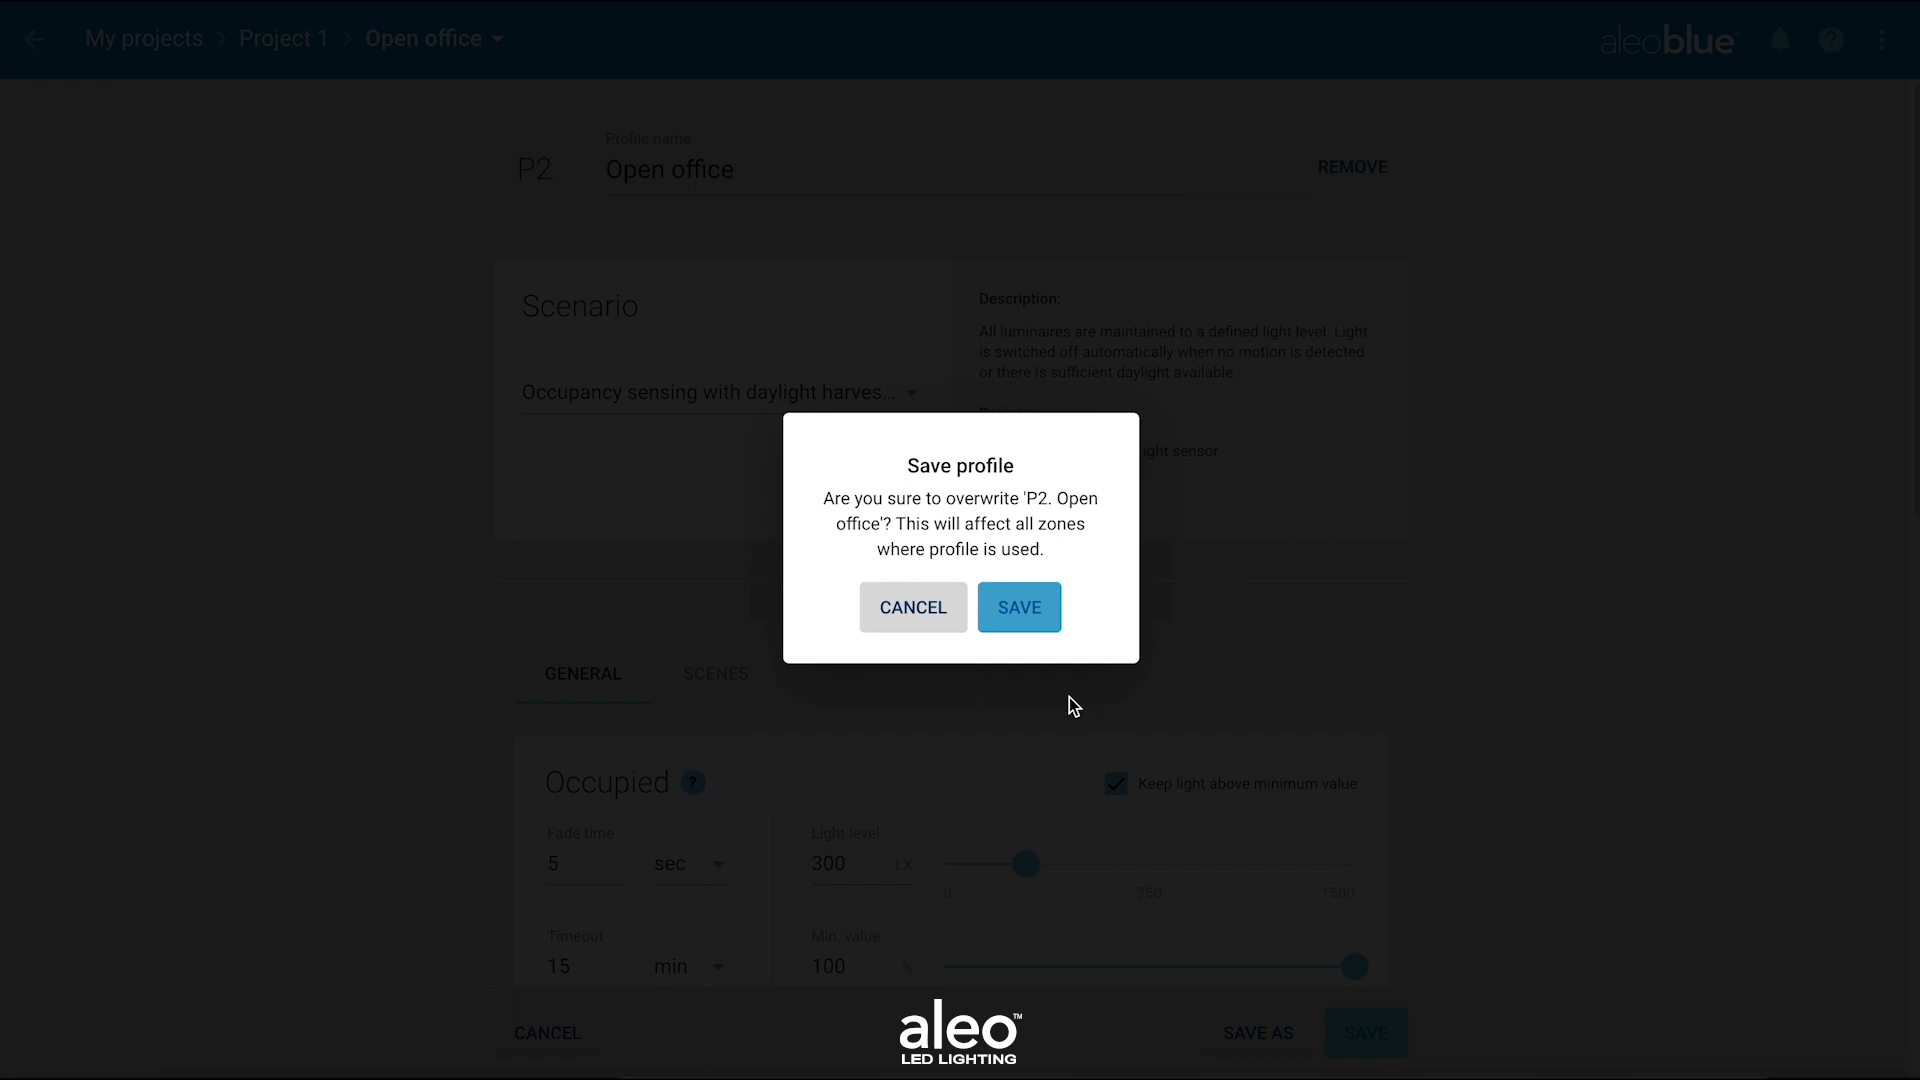 My projects > Project 1 > Open office
aleoblue
Profile name
P2
Open office
REMOVE
Scenario
Occupancy sensing with daylight harves...
Description:
All luminaires are maintained to a defined light level. Light
is switched off automatically when no motion is detected
or there is sufficient daylight available.
ight sensor
Save profile
Are you sure to overwrite 'P2. Open
office'? This will affect all zones
where profile is used.
CANCEL
SAVE
GENERAL
SCENES
Occupied ?
Keep light above minimum value
Fade time
5
sec
Light level
300
LX
0
750
1500
Timeout
15
min
Min. value
100
%
CANCEL
SAVE AS
SAVE
aleo™
LED LIGHTING